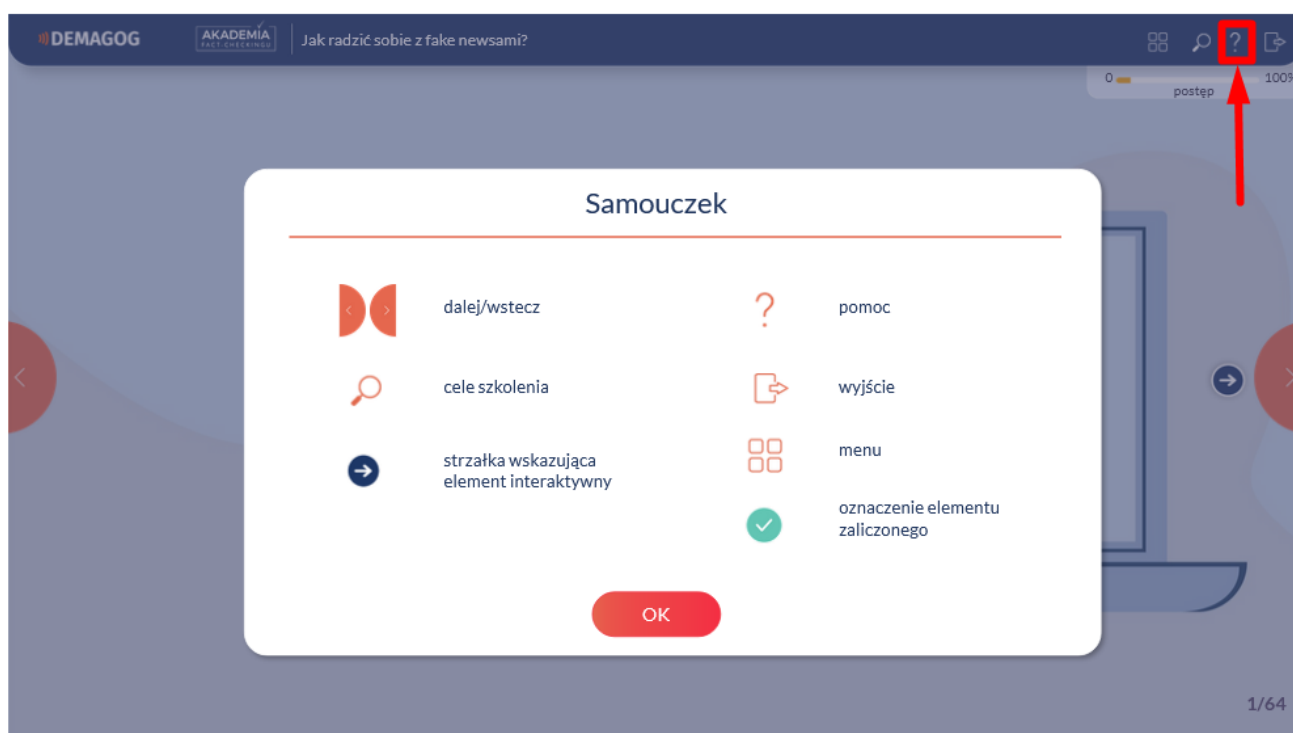 DEMAGOG
AKADEMIA
FACT-CHECKINGU
Jak radzić sobie z fake newsami?
?
0
100%
postęp
Samouczek
dalej/wstecz
? pomoc
cele szkolenia
wyjście
strzałka wskazująca
element interaktywny
menu
oznaczenie elementu
zaliczonego
OK
1/64